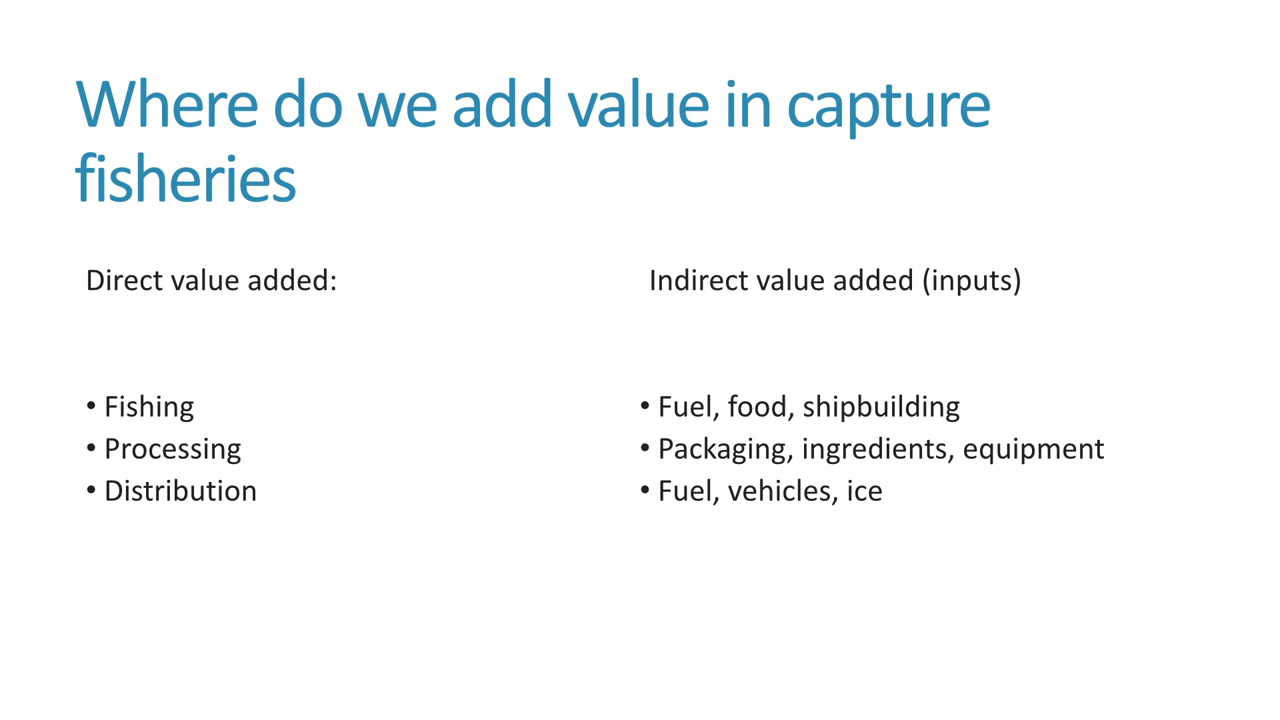 Where do we add value in capture
fisheries
Direct value added:
• Fishing
• Processing
• Distribution
Indirect value added (inputs)
• Fuel, food, shipbuilding
• Packaging, ingredients, equipment
• Fuel, vehicles, ice